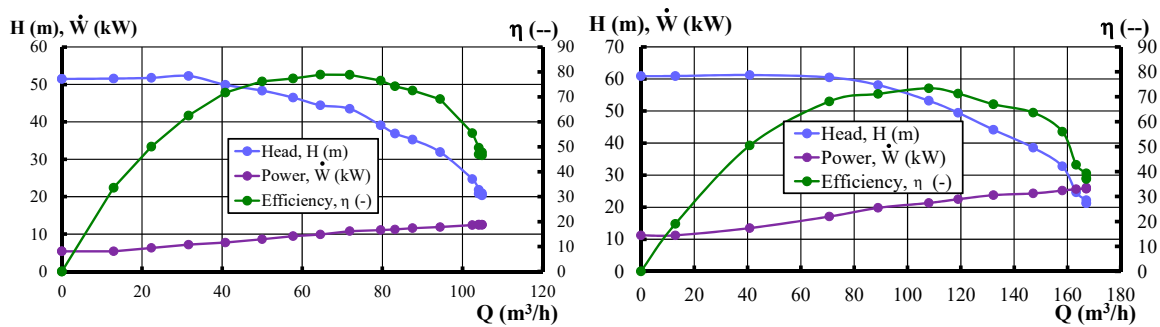 H (m), Ẇ (kW)
η (--)
60
50
40
30
20
10
0
90
80
70
60
50
40
30
20
10
0
Head, H (m)
Power, Ẇ (kW)
Efficiency, η (-)
0 20 40 60 80 100 120
Q (m³/h)
H (m), Ẇ (kW)
η (--)
70
60
50
40
30
20
10
0
90
80
70
60
50
40
30
20
10
0
Head, H (m)
Power, Ẇ (kW)
Efficiency, η (-)
0 20 40 60 80 100 120 140 160 180
Q (m³/h)